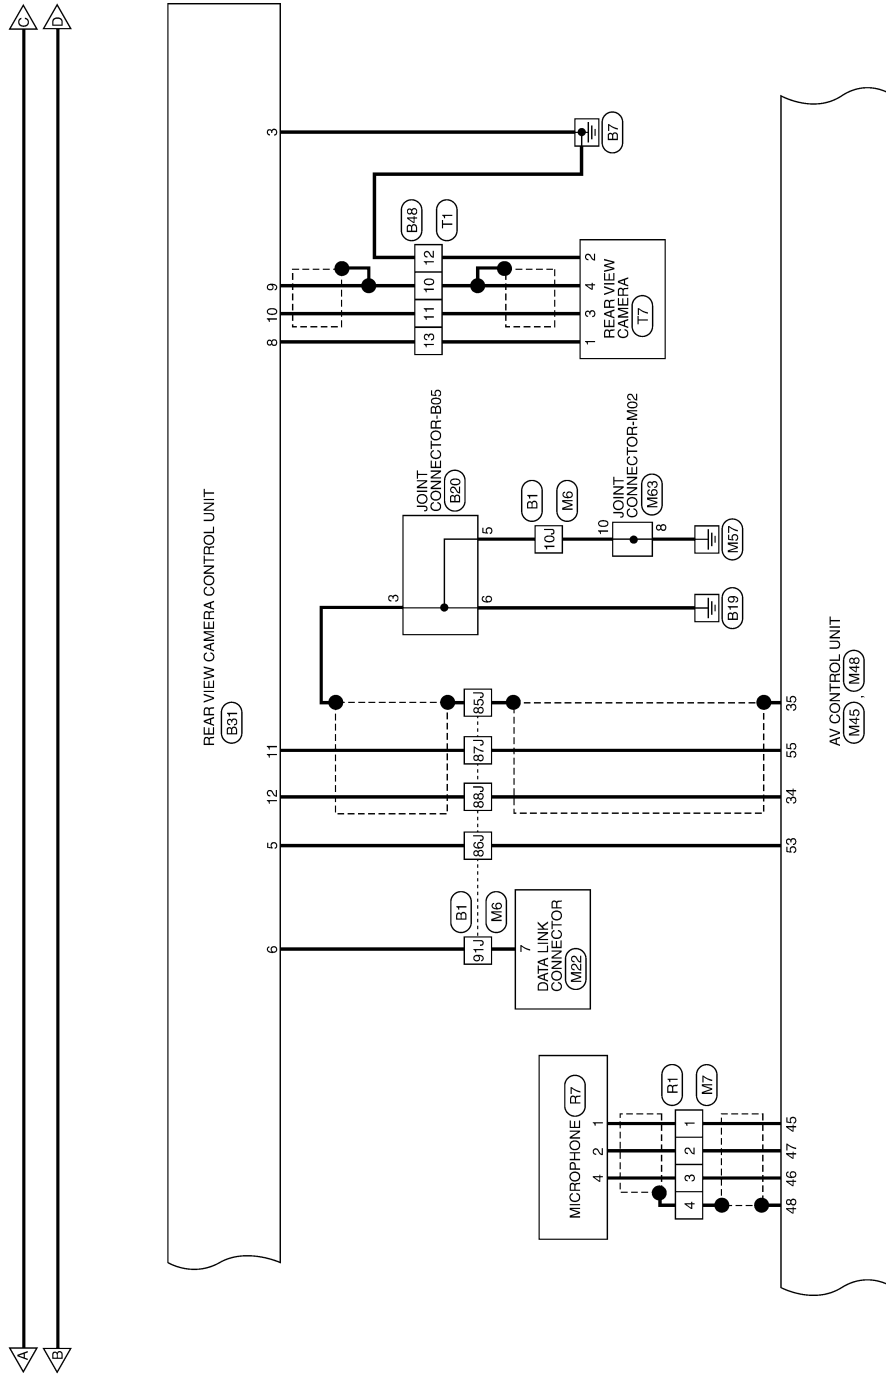 A
B
C
D
REAR VIEW CAMERA CONTROL UNIT
B31
6
5
12
11
8
10
9
3
B1
M6
91J
86J
88J
87J
85J
7
DATA LINK
CONNECTOR
M22
3
JOINT
CONNECTOR-B05
B20
6
5
B1
M6
10J
10
JOINT
CONNECTOR-M02
M63
8
B19
M57
B48
T1
13
11
10
12
1
3
4
2
REAR VIEW
CAMERA
T7
B7
MICROPHONE
R7
4
2
1
R1
M7
4
3
2
1
48
46
47
45
53
34
55
35
AV CONTROL UNIT
M45 , M48